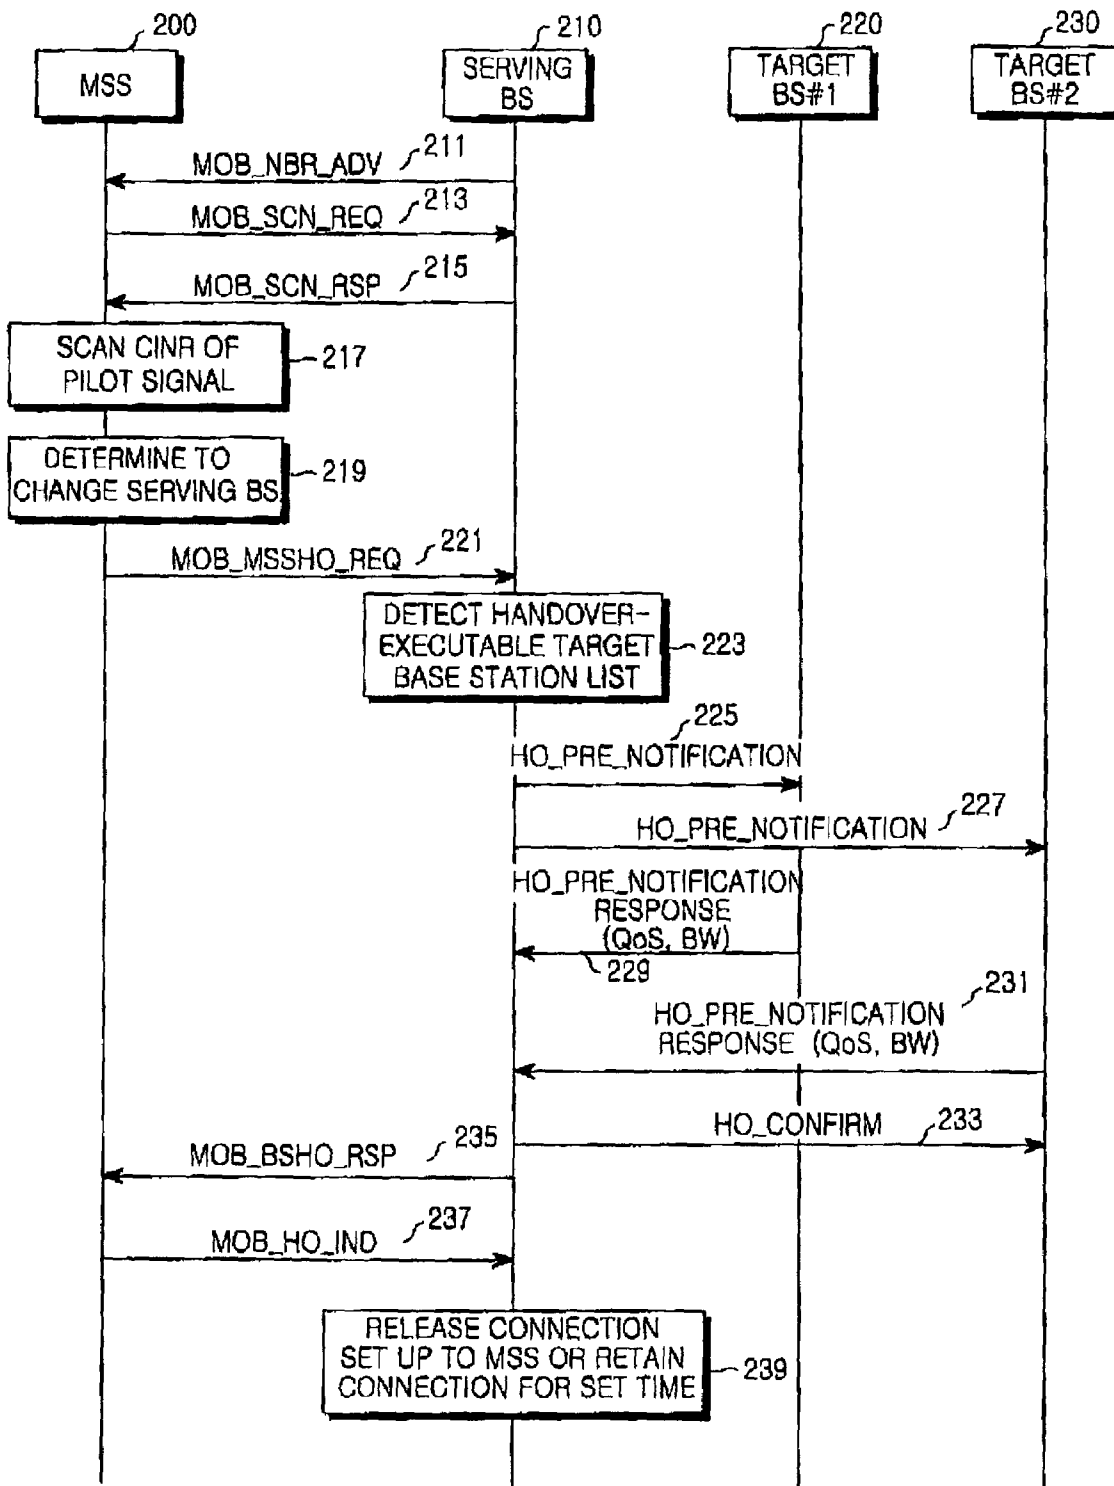 200
210
220
230
MSS
SERVING
BS
TARGET
BS#1
TARGET
BS#2
MOB_NBR_ADV
211
MOB_SCN_REQ
213
MOB_SCN_RSP
215
SCAN CINR OF
PILOT SIGNAL
217
DETERMINE TO
CHANGE SERVING BS
219
MOB_MSSHO_REQ
221
DETECT HANDOVER-
EXECUTABLE TARGET
BASE STATION LIST
223
225
HO_PRE_NOTIFICATION
HO_PRE_NOTIFICATION
227
HO_PRE_NOTIFICATION
RESPONSE
(QoS, BW)
229
231
HO_PRE_NOTIFICATION
RESPONSE (QoS, BW)
HO_CONFIRM
233
MOB_BSHO_RSP
235
MOB_HO_IND
237
RELEASE CONNECTION
SET UP TO MSS OR RETAIN
CONNECTION FOR SET TIME
239